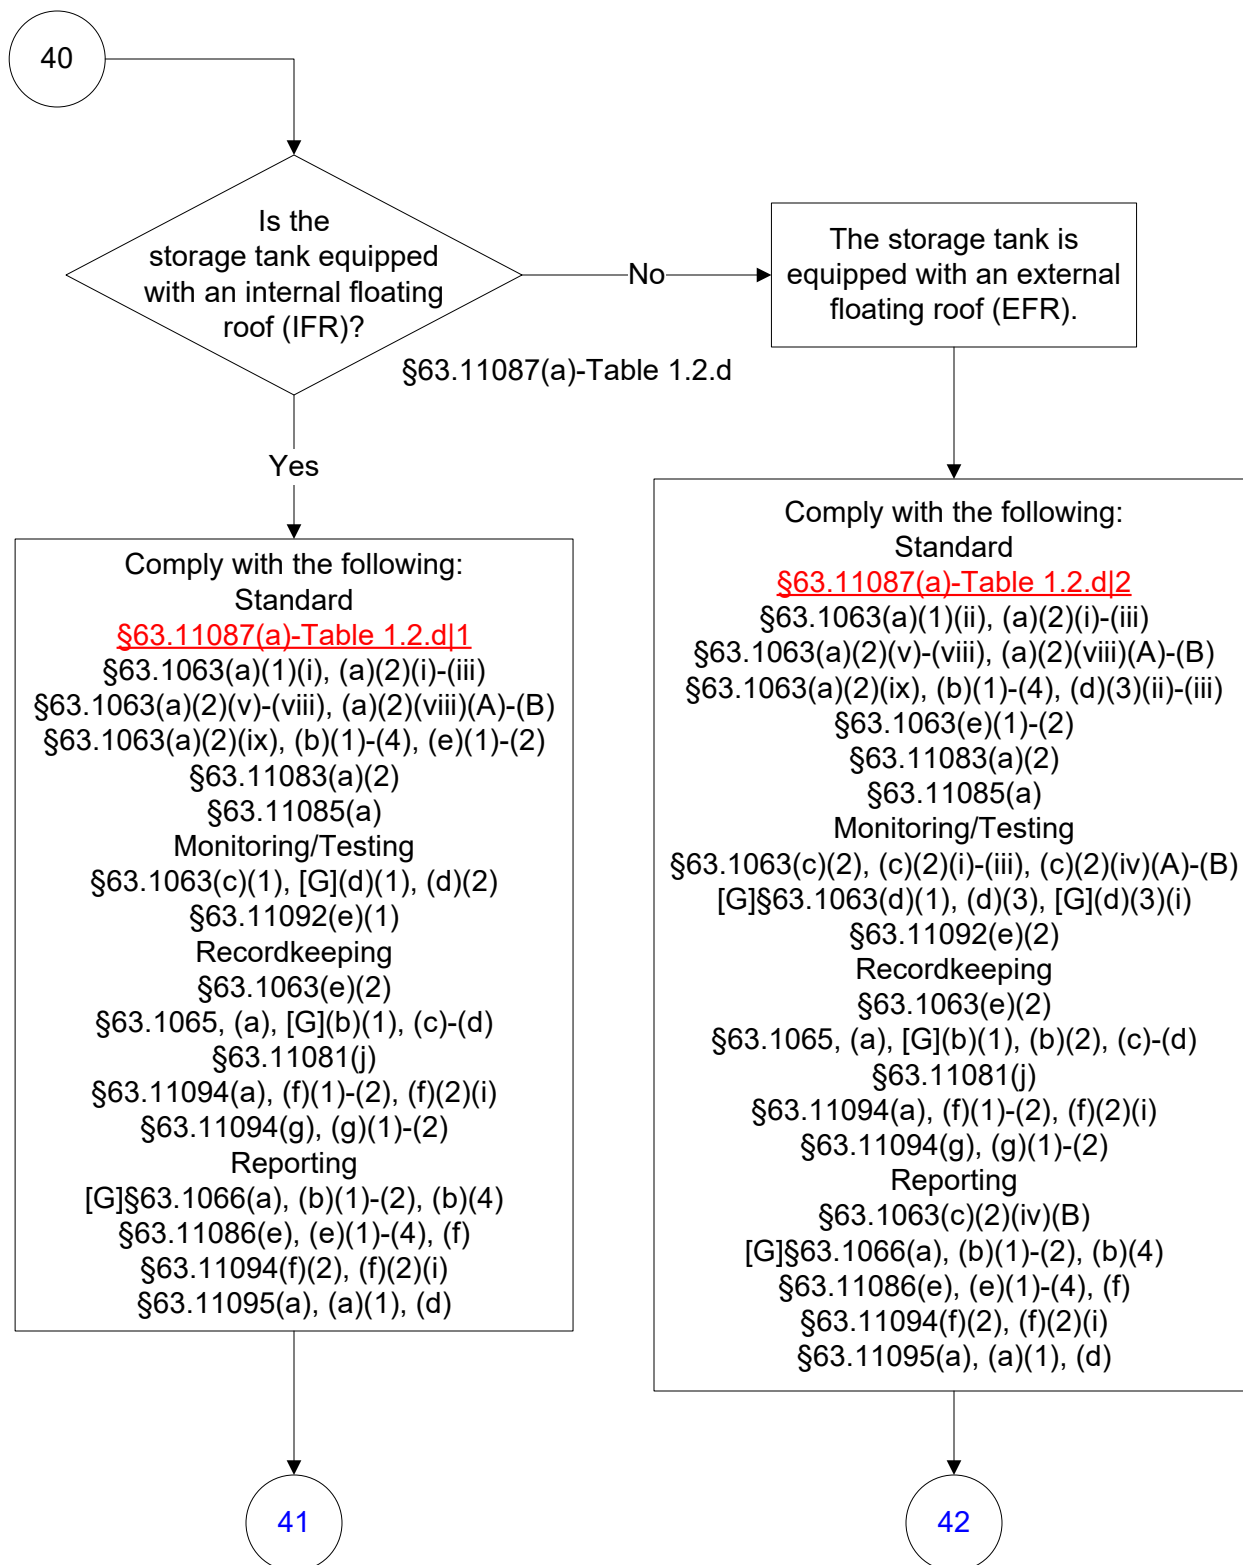 40
Is the
storage tank equipped
with an internal floating
roof (IFR)?
No
The storage tank is
equipped with an external
floating roof (EFR).
§63.11087(a)-Table 1.2.d
Yes
Comply with the following:
Standard
§63.11087(a)-Table 1.2.d|1
§63.1063(a)(1)(i), (a)(2)(i)-(iii)
§63.1063(a)(2)(v)-(viii), (a)(2)(viii)(A)-(B)
§63.1063(a)(2)(ix), (b)(1)-(4), (e)(1)-(2)
§63.11083(a)(2)
§63.11085(a)
Monitoring/Testing
§63.1063(c)(1), [G](d)(1), (d)(2)
§63.11092(e)(1)
Recordkeeping
§63.1063(e)(2)
§63.1065, (a), [G](b)(1), (c)-(d)
§63.11081(j)
§63.11094(a), (f)(1)-(2), (f)(2)(i)
§63.11094(g), (g)(1)-(2)
Reporting
[G]§63.1066(a), (b)(1)-(2), (b)(4)
§63.11086(e), (e)(1)-(4), (f)
§63.11094(f)(2), (f)(2)(i)
§63.11095(a), (a)(1), (d)
41
Comply with the following:
Standard
§63.11087(a)-Table 1.2.d|2
§63.1063(a)(1)(ii), (a)(2)(i)-(iii)
§63.1063(a)(2)(v)-(viii), (a)(2)(viii)(A)-(B)
§63.1063(a)(2)(ix), (b)(1)-(4), (d)(3)(ii)-(iii)
§63.1063(e)(1)-(2)
§63.11083(a)(2)
§63.11085(a)
Monitoring/Testing
§63.1063(c)(2), (c)(2)(i)-(iii), (c)(2)(iv)(A)-(B)
[G]§63.1063(d)(1), (d)(3), [G](d)(3)(i)
§63.11092(e)(2)
Recordkeeping
§63.1063(e)(2)
§63.1065, (a), [G](b)(1), (b)(2), (c)-(d)
§63.11081(j)
§63.11094(a), (f)(1)-(2), (f)(2)(i)
§63.11094(g), (g)(1)-(2)
Reporting
§63.1063(c)(2)(iv)(B)
[G]§63.1066(a), (b)(1)-(2), (b)(4)
§63.11086(e), (e)(1)-(4), (f)
§63.11094(f)(2), (f)(2)(i)
§63.11095(a), (a)(1), (d)
42